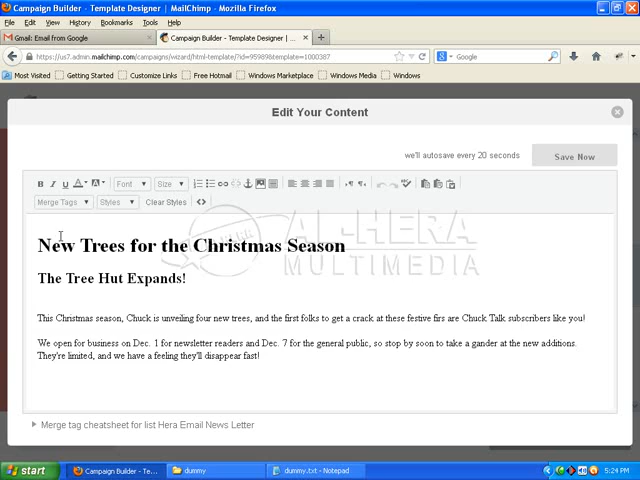 Campaign Builder - Template Designer | MailChimp - Mozilla Firefox
File Edit View History Bookmarks Tools Help
Gmail: Email from Google
Campaign Builder - Template Designer | ...
https://us7.admin.mailchimp.com/campaigns/wizard/html-template/?id=959898template=1000387
Google
Most Visited Getting Started Customize Links Free Hotmail Windows Marketplace Windows Media Windows
Edit Your Content
we'll autosave every 20 seconds
Save Now
B I U A A Font Size
Merge Tags Styles Clear Styles
AL-HERA
MULTIMEDIA
New Trees for the Christmas Season
The Tree Hut Expands!
This Christmas season, Chuck is unveiling four new trees, and the first folks to get a crack at these festive firs are Chuck Talk subscribers like you!
We open for business on Dec. 1 for newsletter readers and Dec. 7 for the general public, so stop by soon to take a gander at the new additions.
They're limited, and we have a feeling they'll disappear fast!
Merge tag cheatsheet for list Hera Email News Letter
start
Campaign Builder - Te...
dummy
dummy.txt - Notepad
5:24 PM